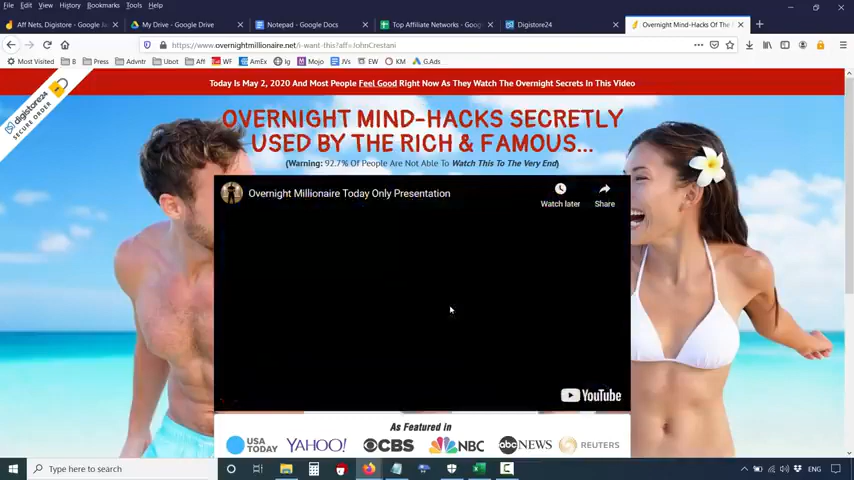 File Edit View History Bookmarks Tools Help
Aff Nets, Digistore - Google
My Drive - Google Drive
Notepad - Google Docs
Top Affiliate Networks - Goog
Digistore24
Overnight Mind-Hacks Of The
https://www.overnightmillionaire.net/i-want-this?aff=JohnCrestani
Most Visited B Press Advntr Ubot Aff WF AmEx Ig Mojo IVs EW KM G.Ads
Today Is May 2, 2020 And Most People Feel Good Right Now As They Watch The Overnight Secrets In This Video
digistore24
SECURE ORDER
OVERNIGHT MIND-HACKS SECRETLY
USED BY THE RICH & FAMOUS...
(Warning: 92.7% Of People Are Not Able To Watch This To The Very End)
Overnight Millionaire Today Only Presentation
Watch later
Share
YouTube
As Featured in
USA TODAY YAHOO! CBS NBC abc NEWS REUTERS
Type here to search